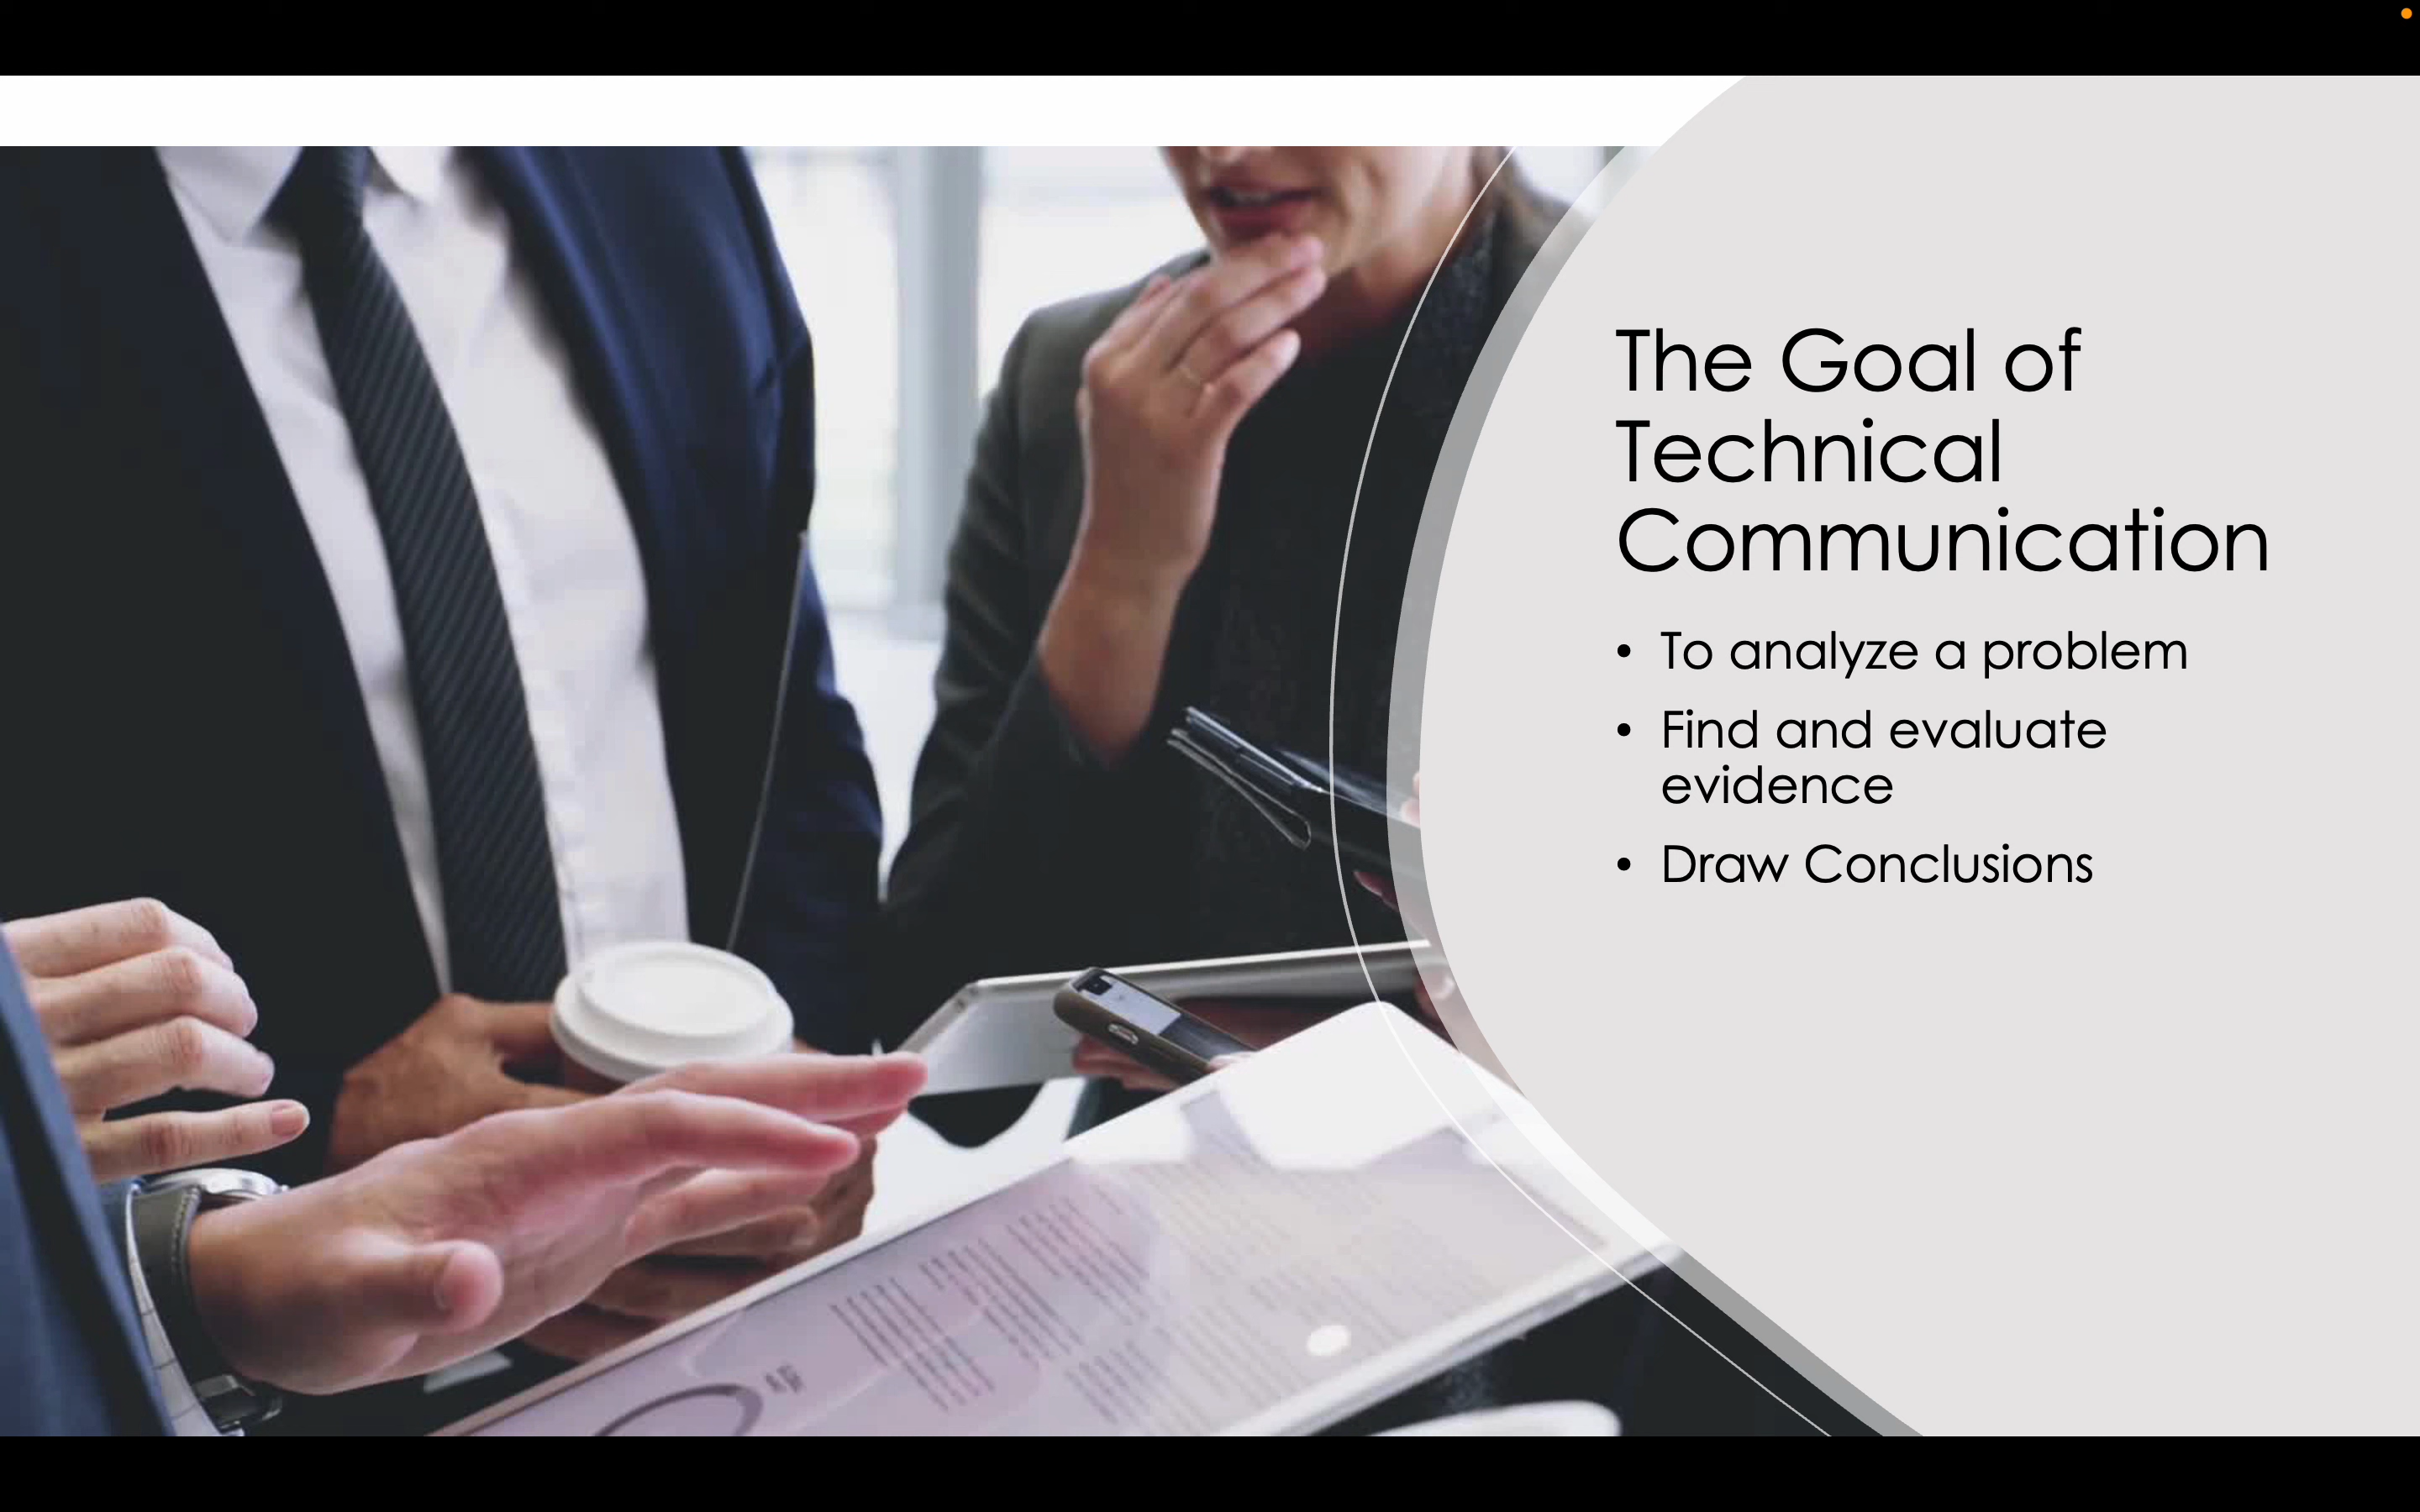 The Goal of
Technical
Communication
• To analyze a problem
• Find and evaluate
evidence
• Draw Conclusions